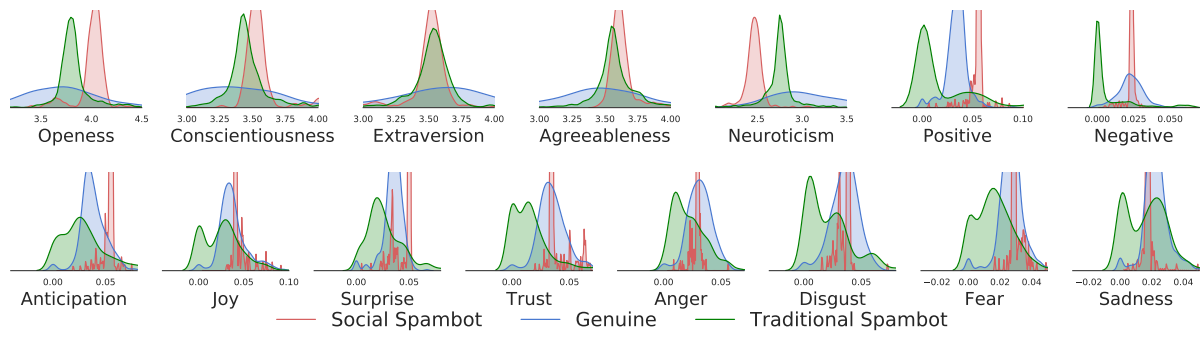 3.5 4.0 4.5 3.00 3.25 3.50 3.75 4.00 3.00 3.25 3.50 3.75 4.00 3.00 3.25 3.50 3.75 4.00 2.5 3.0 3.5 0.00 0.05 0.10 0.000 0.025 0.050
Openess Conscientiousness Extraversion Agreeableness Neuroticism Positive Negative
0.00 0.05 0.00 0.05 0.10 0.00 0.05 0.00 0.05 0.00 0.05 0.00 0.05 −0.02 0.00 0.02 0.04 −0.02 0.00 0.02 0.04
Anticipation Joy Surprise Trust Anger Disgust Fear Sadness
Social Spambot Genuine Traditional Spambot